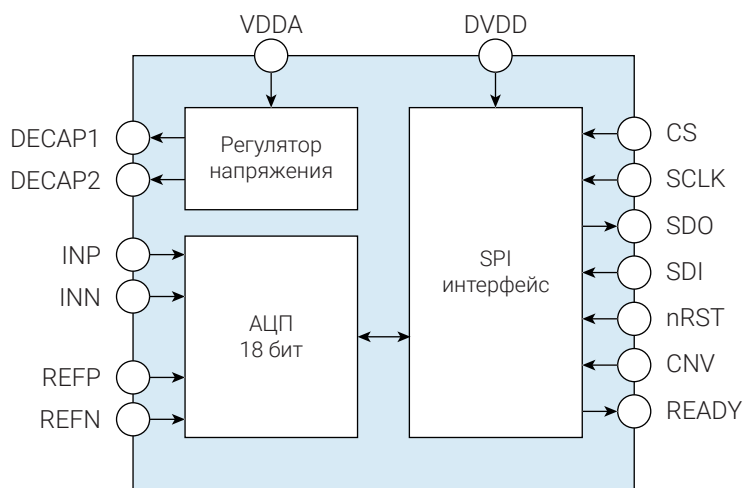 VDDA
DVDD
DECAP1
DECAP2
Регулятор
напряжения
CS
SCLK
SDO
SDI
nRST
CNV
READY
INP
INN
REFP
REFN
АЦП
18 бит
SPI
интерфейс